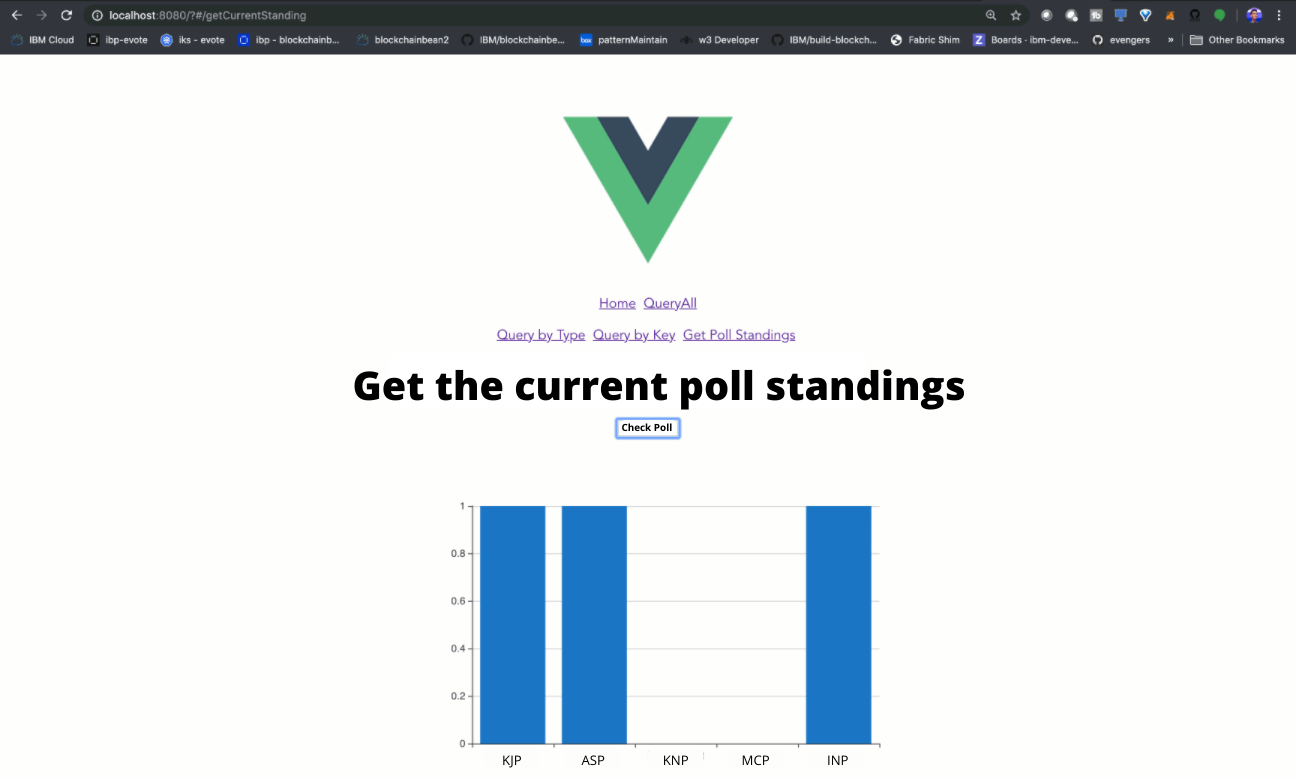 localhost:8080/?#/getCurrentStanding
IBM Cloud ibp-evote iks - evote ibp - blockchainb... blockchainbean2 IBM/blockchainbe... box patternMaintain w3 Developer IBM/build-blockch... Fabric Shim Z Boards - ibm-deve... evengers » Other Bookmarks
Home QueryAll
Query by Type Query by Key Get Poll Standings
Get the current poll standings
Check Poll
1
0.8
0.6
0.4
0.2
0
KJP ASP KNP MCP INP